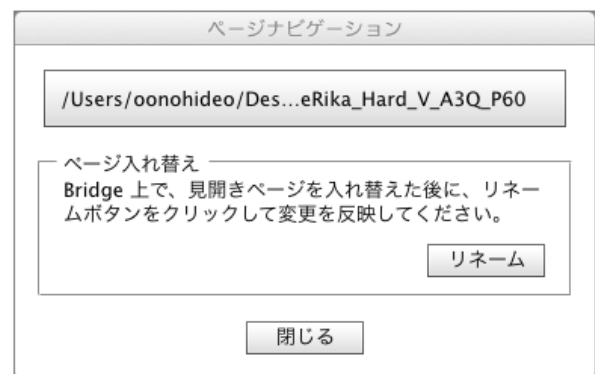 ページナビゲーション
/Users/oonohideo/Des...eRika_Hard_V_A3Q_P60
ページ入れ替え
Bridge 上で、見開きページを入れ替えた後に、リネー
ムボタンをクリックして変更を反映してください。
リネーム
閉じる